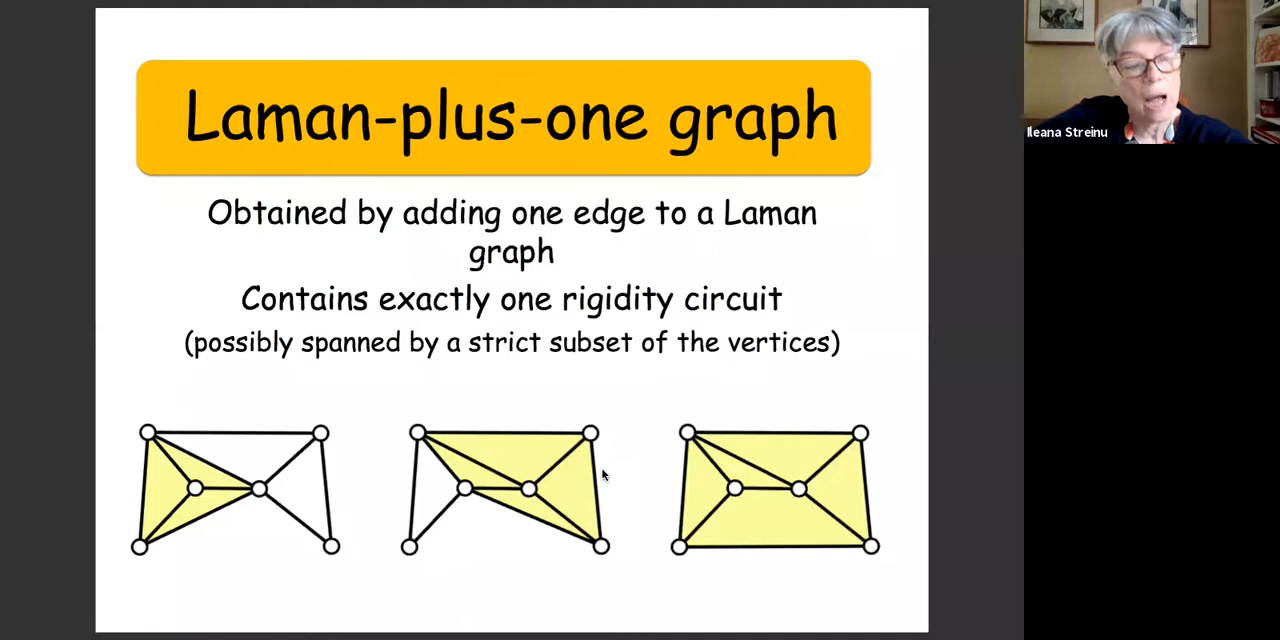 Laman-plus-one graph
Obtained by adding one edge to a Laman
graph
Contains exactly one rigidity circuit
(possibly spanned by a strict subset of the vertices)
Ileana Streinu